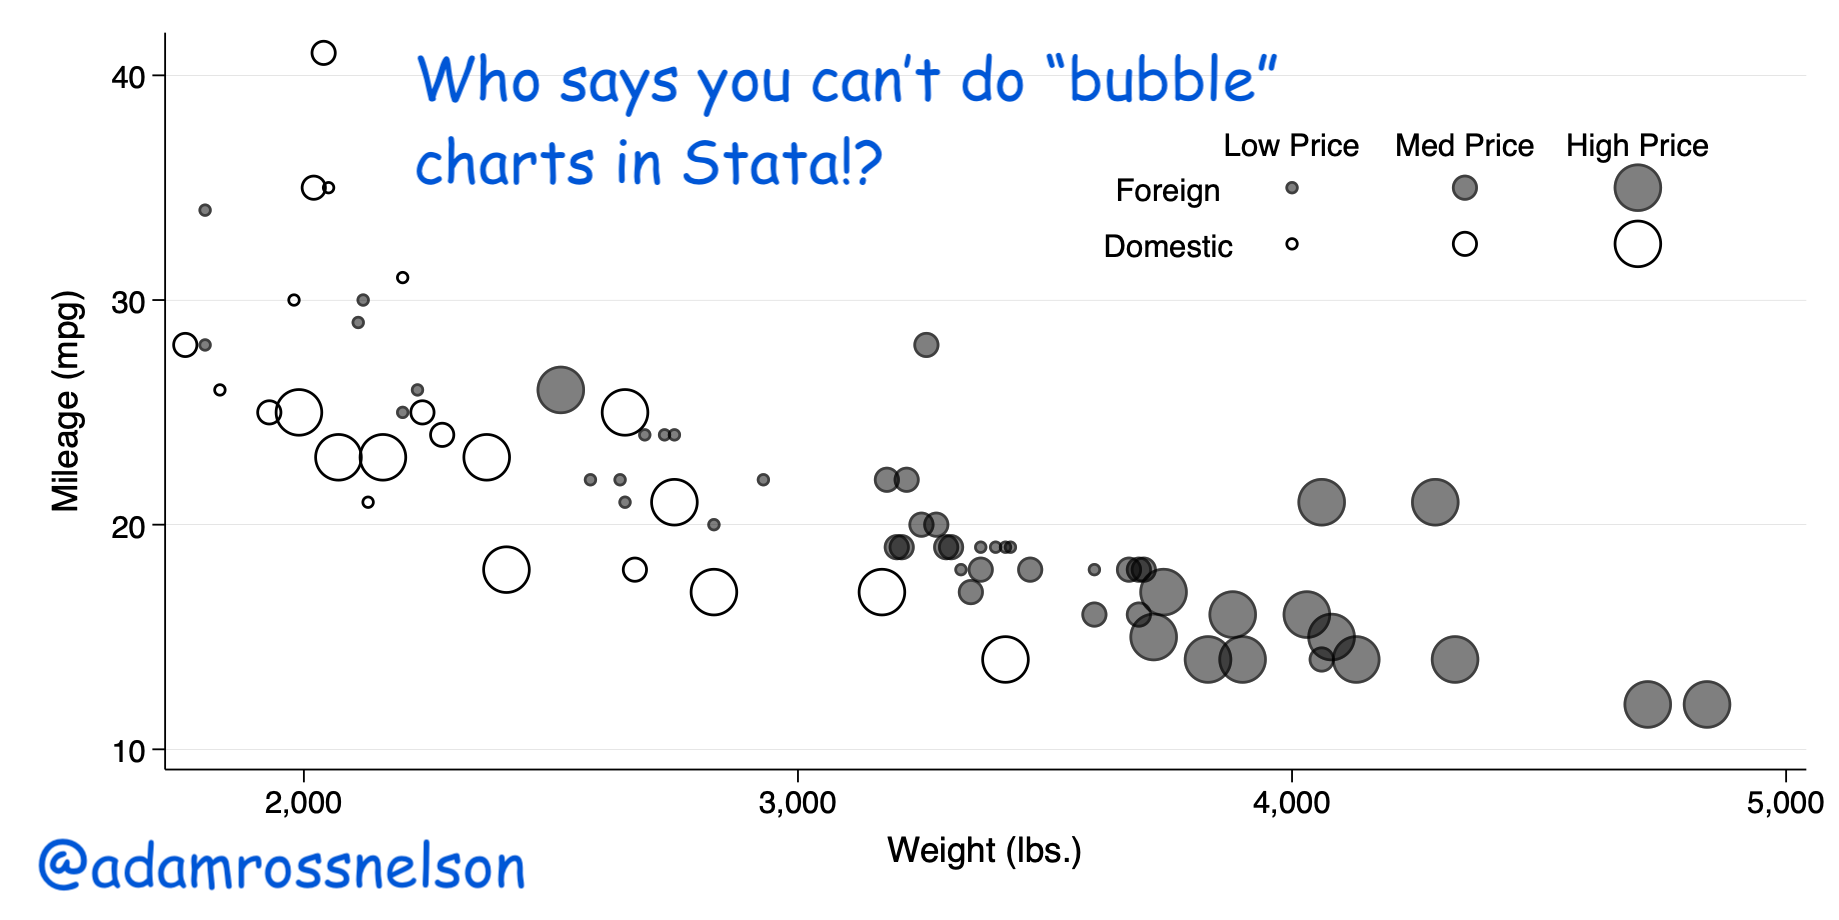 Who says you can't do “bubble”
charts in Stata!?
Low Price Med Price High Price
Foreign
Domestic
Mileage (mpg)
40
30
20
10
2,000 3,000 4,000 5,000
Weight (lbs.)
@adamrossnelson